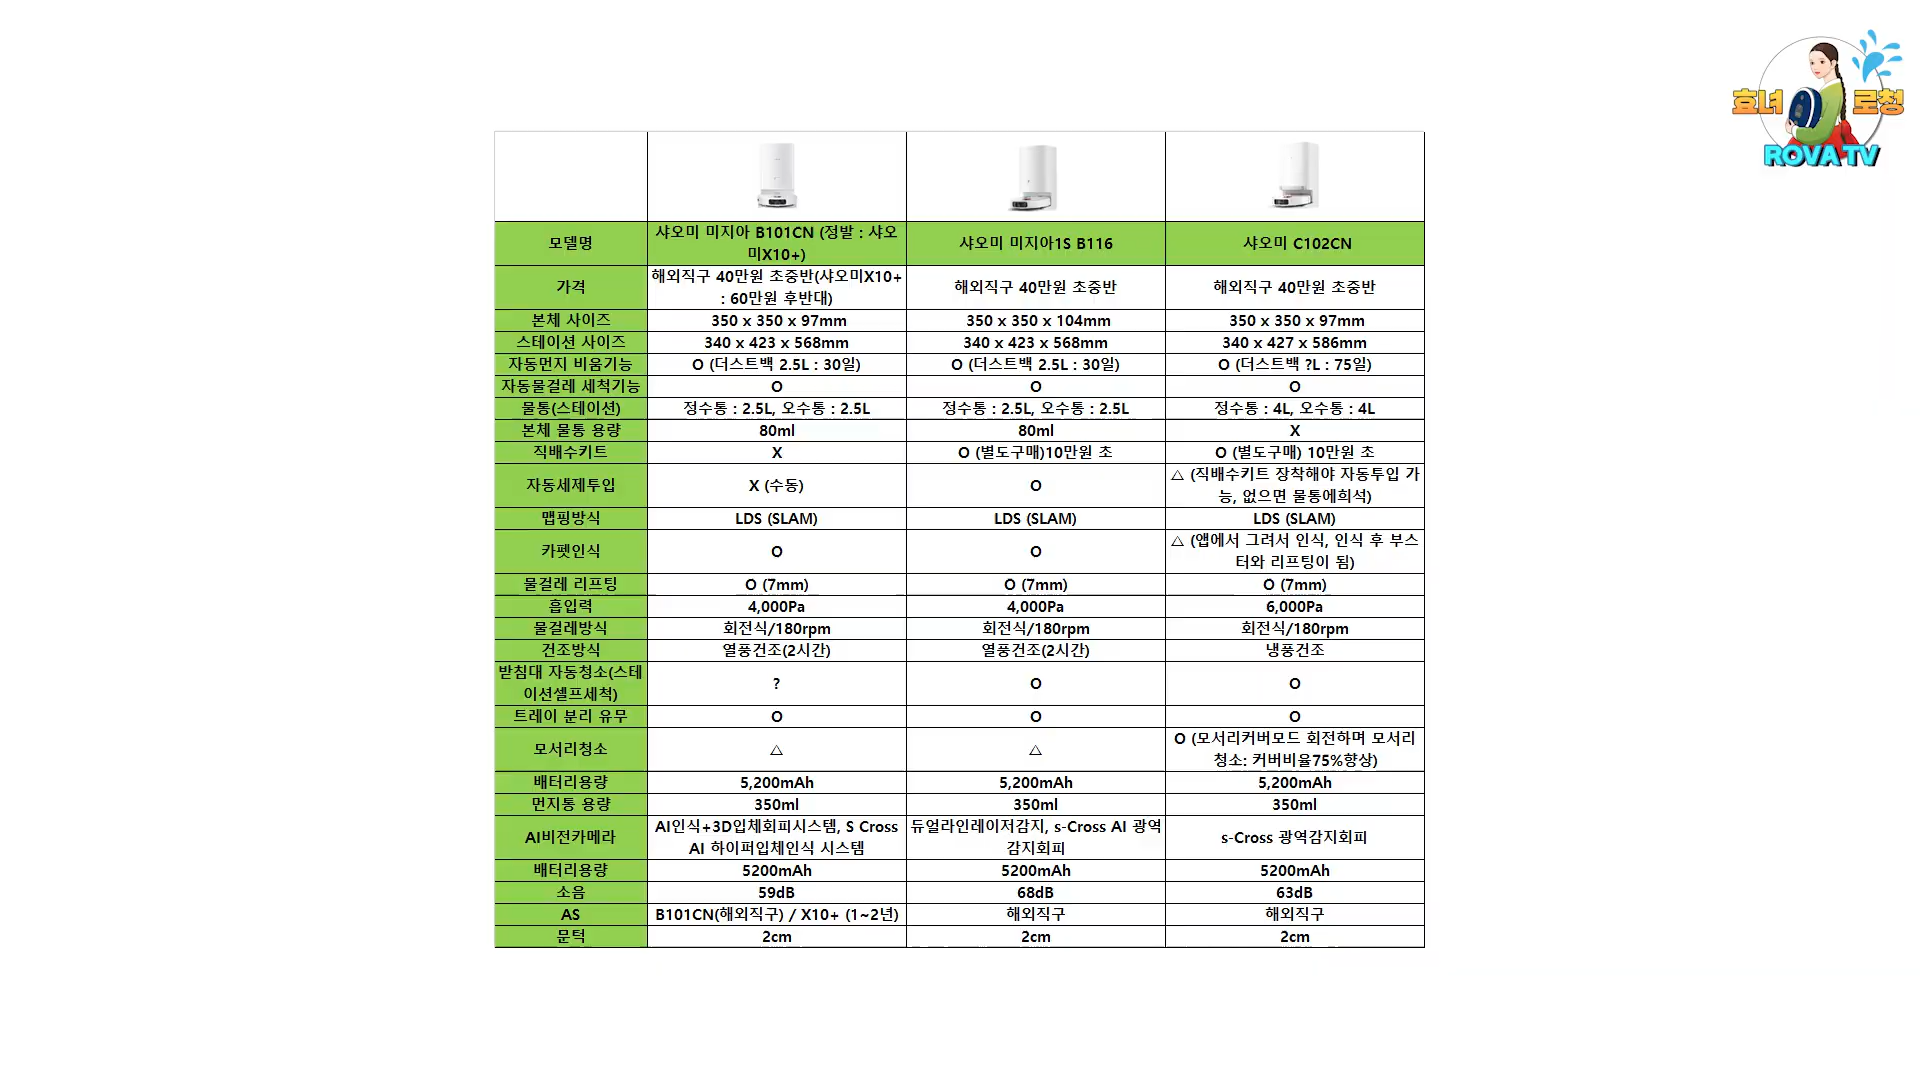 효녀 로청
ROVA TV
모델명 샤오미 미지아 B101CN (정발 : 샤오
미X10+) 샤오미 미지아1S B116 샤오미 C102CN
가격 해외직구 40만원 초중반(샤오미X10+
: 60만원 후반대) 해외직구 40만원 초중반 해외직구 40만원 초중반
본체 사이즈 350 x 350 x 97mm 350 x 350 x 104mm 350 x 350 x 97mm
스테이션 사이즈 340 x 423 x 568mm 340 x 423 x 568mm 340 x 427 x 586mm
자동먼지 비움기능 O (더스트백 2.5L : 30일) O (더스트백 2.5L : 30일) O (더스트백 ?L : 75일)
자동물걸레 세척기능 O O O
물통(스테이션) 정수통 : 2.5L, 오수통 : 2.5L 정수통 : 2.5L, 오수통 : 2.5L 정수통 : 4L, 오수통 : 4L
본체 물통 용량 80ml 80ml X
직배수키트 X O (별도구매)10만원 초 O (별도구매) 10만원 초
자동세제투입 X (수동) O △ (직배수키트 장착해야 자동투입 가
능, 없으면 물통에희석)
맵핑방식 LDS (SLAM) LDS (SLAM) LDS (SLAM)
카펫인식 O O △ (앱에서 그려서 인식, 인식 후 부스
터와 리프팅이 됨)
물걸레 리프팅 O (7mm) O (7mm) O (7mm)
흡입력 4,000Pa 4,000Pa 6,000Pa
물걸레방식 회전식/180rpm 회전식/180rpm 회전식/180rpm
건조방식 열풍건조(2시간) 열풍건조(2시간) 냉풍건조
받침대 자동청소(스테
이션셀프세척) ? O O
트레이 분리 유무 O O O
모서리청소 △ △ O (모서리커버모드 회전하며 모서리
청소: 커버비율75%향상)
배터리용량 5,200mAh 5,200mAh 5,200mAh
먼지통 용량 350ml 350ml 350ml
AI비전카메라 AI인식+3D입체회피시스템, S Cross
AI 하이퍼입체인식 시스템 듀얼라인레이저감지, s-Cross AI 광역
감지회피 s-Cross 광역감지회피
배터리용량 5200mAh 5200mAh 5200mAh
소음 59dB 68dB 63dB
AS B101CN(해외직구) / X10+ (1~2년) 해외직구 해외직구
문턱 2cm 2cm 2cm